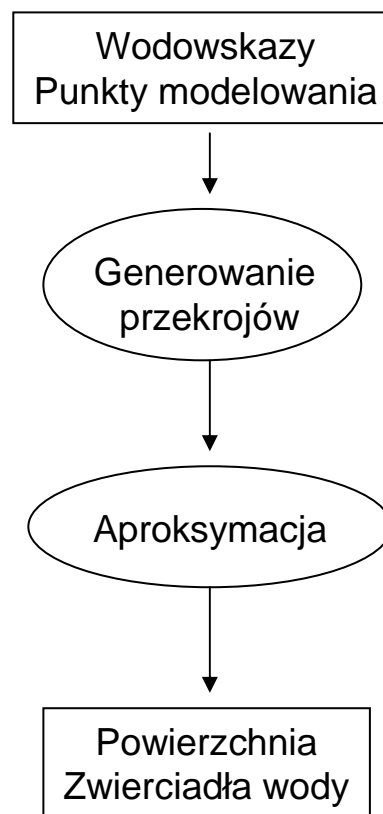 Wodowskazy
Punkty modelowania
Generowanie
przekrojów
Aproksymacja
Powierzchnia
Zwierciadła wody